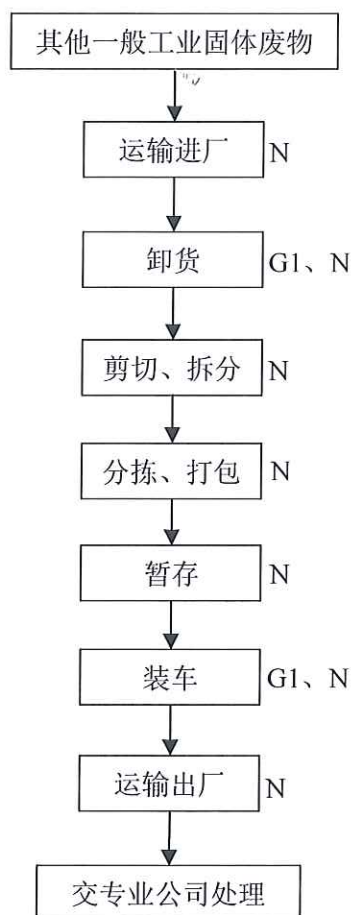 其他一般工业固体废物
运输进厂 N
卸货 G1、N
剪切、拆分 N
分拣、打包 N
暂存 N
装车 G1、N
运输出厂 N
交专业公司处理